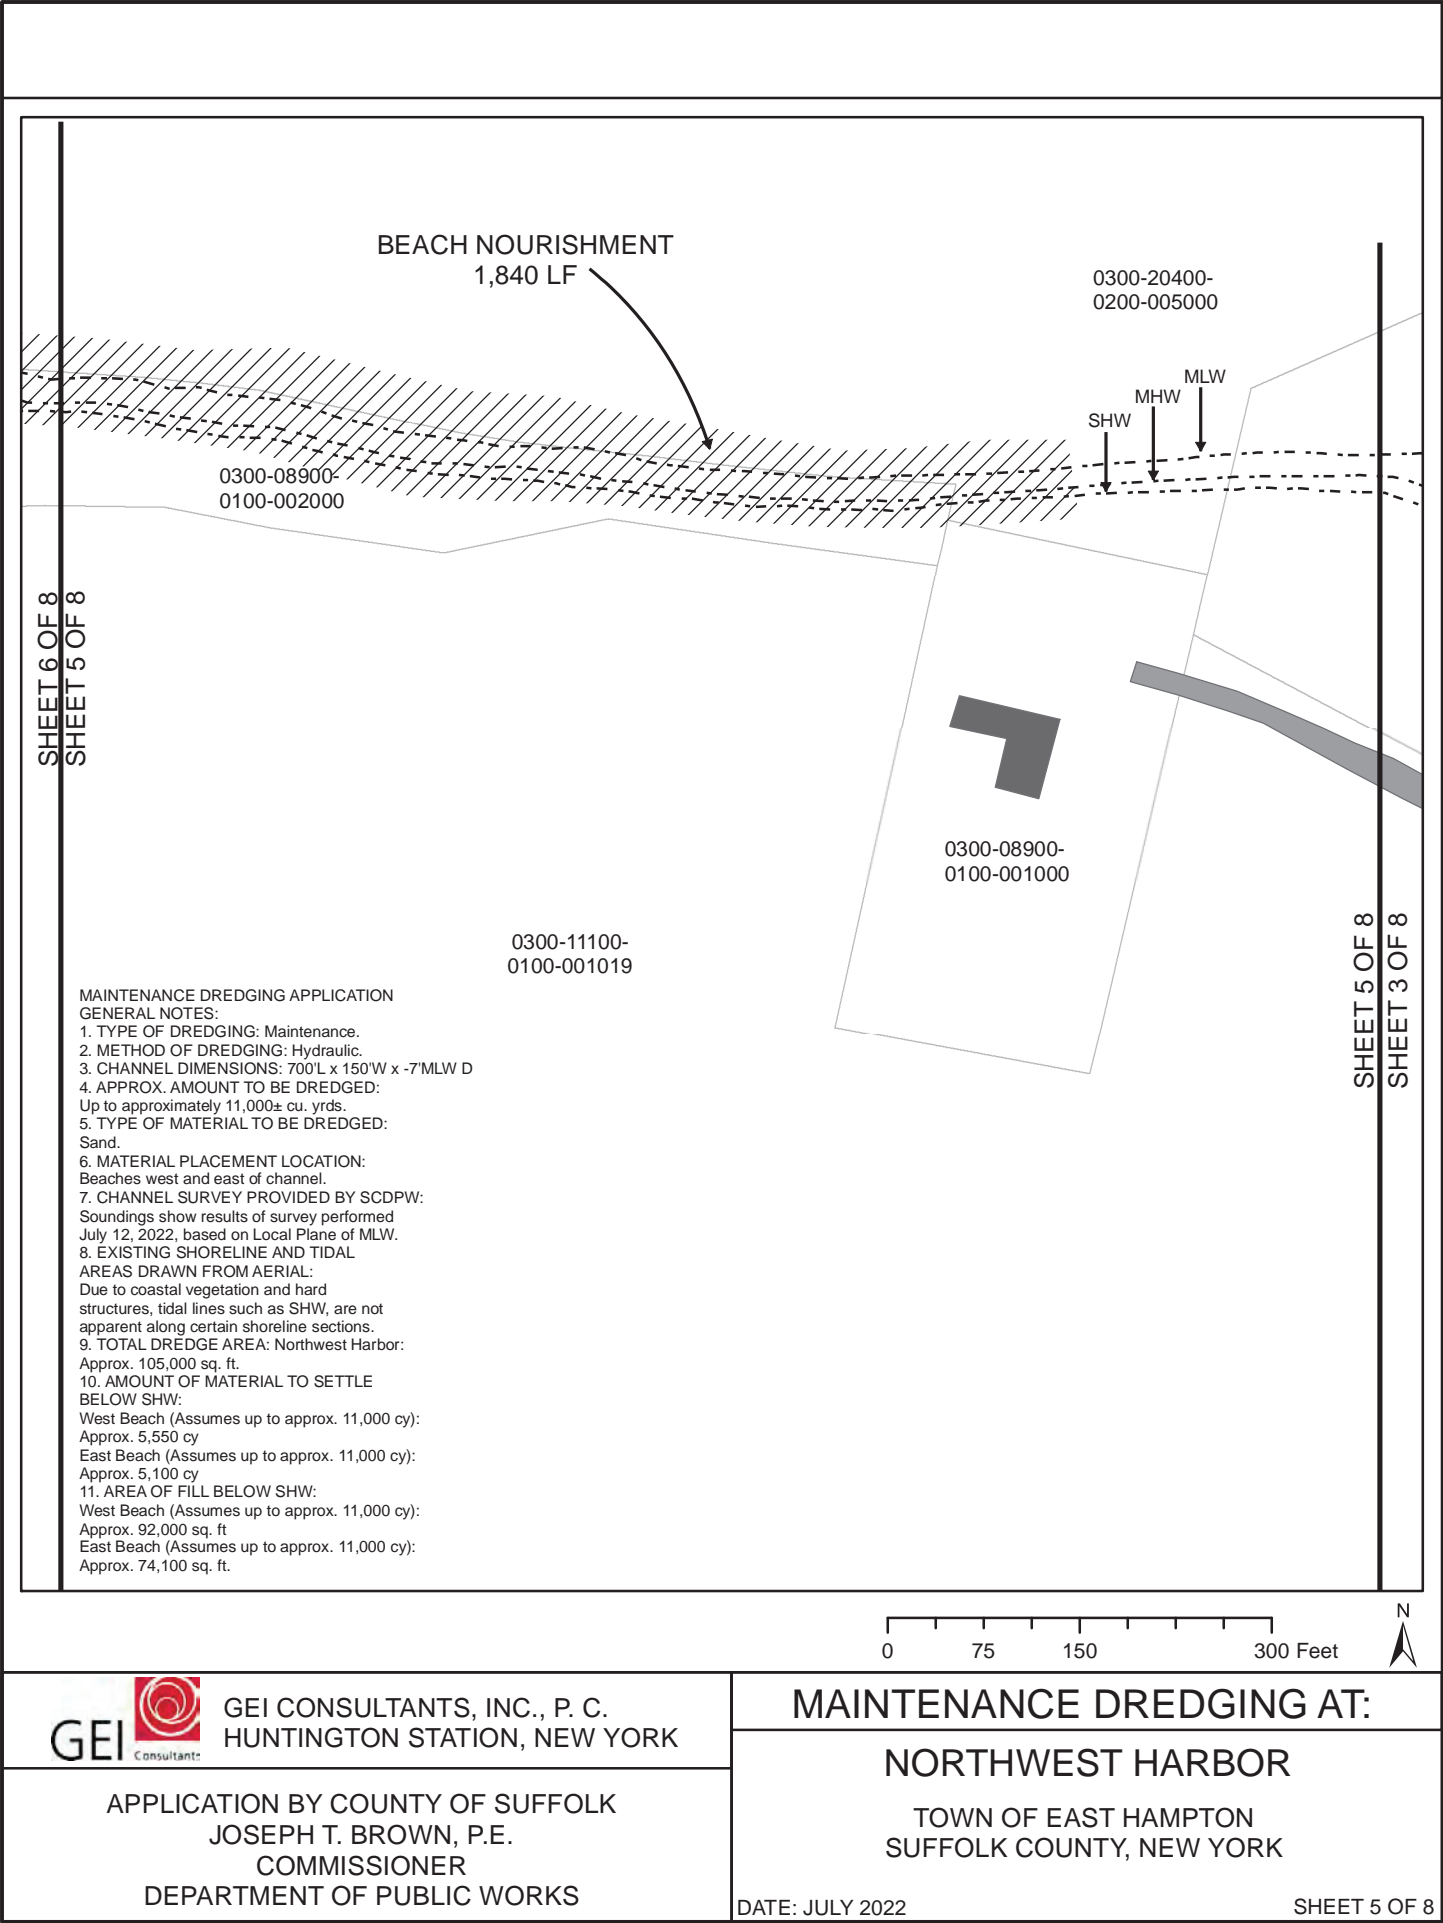 BEACH NOURISHMENT
1,840 LF
0300-20400-
0200-005000
MLW
MHW
SHW
0300-08900-
0100-002000
SHEET 6 OF 8
SHEET 5 OF 8
0300-08900-
0100-001000
0300-11100-
0100-001019
SHEET 5 OF 8
SHEET 3 OF 8
MAINTENANCE DREDGING APPLICATION
GENERAL NOTES:
1. TYPE OF DREDGING: Maintenance.
2. METHOD OF DREDGING: Hydraulic.
3. CHANNEL DIMENSIONS: 700'L x 150'W x -7'MLW D
4. APPROX. AMOUNT TO BE DREDGED:
Up to approximately 11,000± cu. yrds.
5. TYPE OF MATERIAL TO BE DREDGED:
Sand.
6. MATERIAL PLACEMENT LOCATION:
Beaches west and east of channel.
7. CHANNEL SURVEY PROVIDED BY SCDPW:
Soundings show results of survey performed
July 12, 2022, based on Local Plane of MLW.
8. EXISTING SHORELINE AND TIDAL
AREAS DRAWN FROM AERIAL:
Due to coastal vegetation and hard
structures, tidal lines such as SHW, are not
apparent along certain shoreline sections.
9. TOTAL DREDGE AREA: Northwest Harbor:
Approx. 105,000 sq. ft.
10. AMOUNT OF MATERIAL TO SETTLE
BELOW SHW:
West Beach (Assumes up to approx. 11,000 cy):
Approx. 5,550 cy
East Beach (Assumes up to approx. 11,000 cy):
Approx. 5,100 cy
11. AREA OF FILL BELOW SHW:
West Beach (Assumes up to approx. 11,000 cy):
Approx. 92,000 sq. ft
East Beach (Assumes up to approx. 11,000 cy):
Approx. 74,100 sq. ft.
0 75 150 300 Feet
N
GEI Consultants
GEI CONSULTANTS, INC., P. C.
HUNTINGTON STATION, NEW YORK
APPLICATION BY COUNTY OF SUFFOLK
JOSEPH T. BROWN, P.E.
COMMISSIONER
DEPARTMENT OF PUBLIC WORKS
MAINTENANCE DREDGING AT:
NORTHWEST HARBOR
TOWN OF EAST HAMPTON
SUFFOLK COUNTY, NEW YORK
DATE: JULY 2022
SHEET 5 OF 8